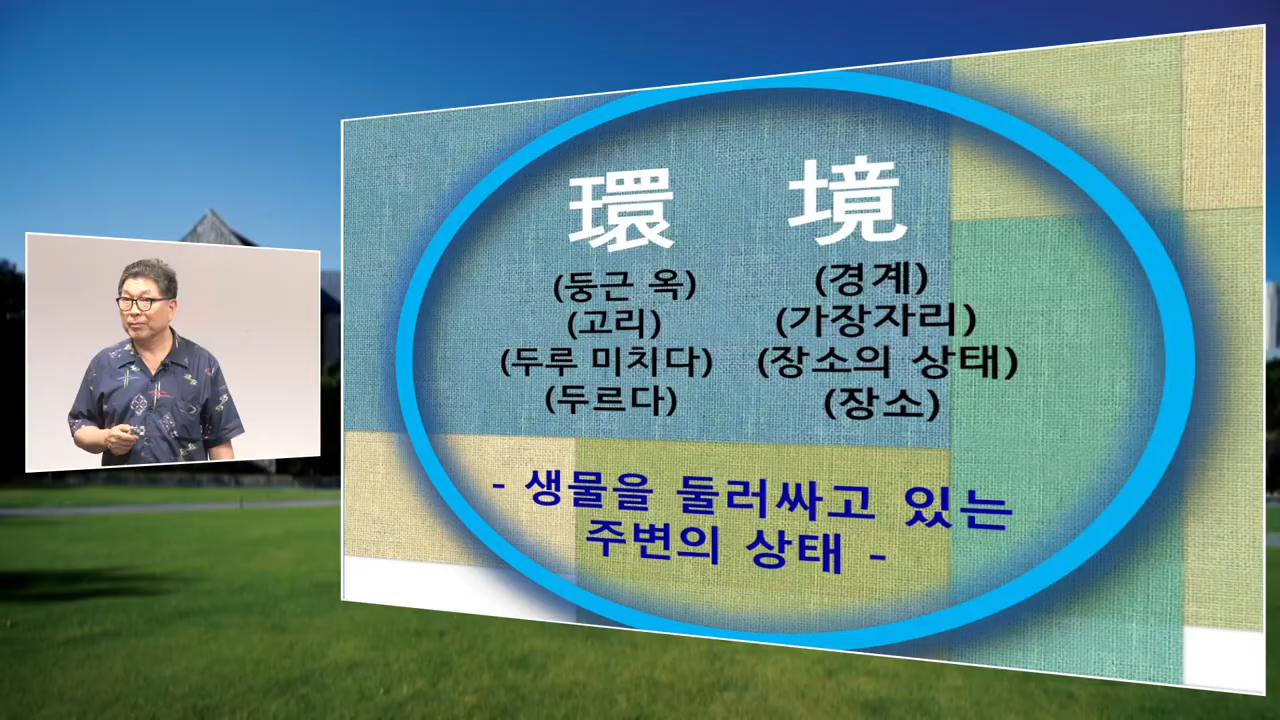 環 境
(둥근 옥) (경계)
(고리) (가장자리)
(두루 미치다) (장소의 상태)
(두르다) (장소)
- 생물을 둘러싸고 있는
주변의 상태 -